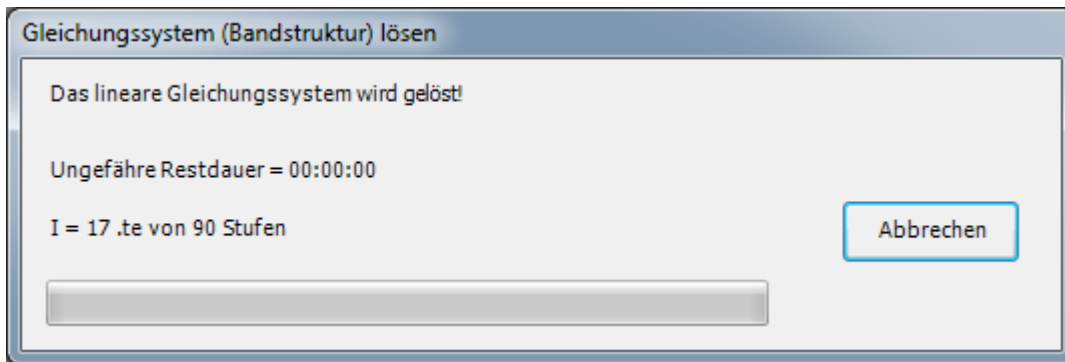 Gleichungssystem (Bandstruktur) lösen
Das lineare Gleichungssystem wird gelöst!
Ungefähre Restdauer = 00:00:00
I = 17 .te von 90 Stufen
Abbrechen